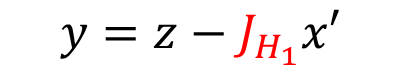 𝑦 = 𝑧 − 𝐽_{𝐻_1}𝑥′